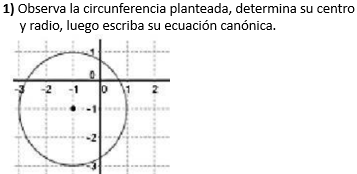 1) Observa la circunferencia planteada, determina su centro
y radio, luego escriba su ecuación canónica.
1
0
-3 -2 -1 0 1 2
-1
-2
-3